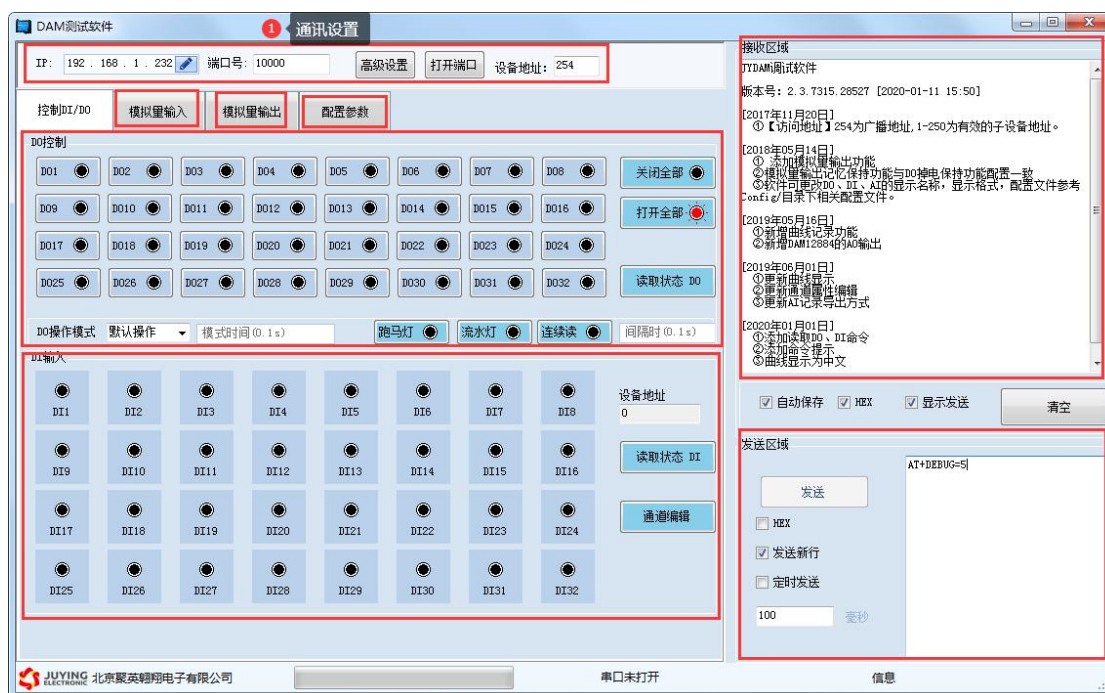 DAM测试软件
1 通讯设置
IP: 192 . 168 . 1 . 232 端口号: 10000 高级设置 打开端口 设备地址: 254
控制DI/DO 模拟量输入 模拟量输出 配置参数
DO控制
DO1 DO2 DO3 DO4 DO5 DO6 DO7 DO8 关闭全部
DO9 DO10 DO11 DO12 DO13 DO14 DO15 DO16 打开全部
DO17 DO18 DO19 DO20 DO21 DO22 DO23 DO24
DO25 DO26 DO27 DO28 DO29 DO30 DO31 DO32 读取状态 DO
DO操作模式 默认操作 模式时间(0.1s) 跑马灯 流水灯 连续读 间隔时(0.1s)
DI输入
DI1 DI2 DI3 DI4 DI5 DI6 DI7 DI8
设备地址
0
DI9 DI10 DI11 DI12 DI13 DI14 DI15 DI16
读取状态 DI
DI17 DI18 DI19 DI20 DI21 DI22 DI23 DI24
通道编辑
DI25 DI26 DI27 DI28 DI29 DI30 DI31 DI32
接收区域
JYDAM调试软件
版本号: 2.3.7315.28527 [2020-01-11 15:50]
[2017年11月20日]
①【访问地址】254为广播地址,1-250为有效的子设备地址。
[2018年05月14日]
① 添加模拟量输出功能
②模拟量输出记忆保持功能与DO掉电保持功能配置一致
③软件可更改DO、DI、AI的显示名称,显示格式,配置文件参考
Config/目录下相关配置文件。
[2019年05月16日]
①新增曲线记录功能
②新增DAM12884的AO输出
[2019年06月01日]
①更新曲线显示
②更新通道属性编辑
③更新AI记录导出方式
[2020年01月01日]
①添加读取DO、DI命令
②添加命令提示
③曲线显示为中文
自动保存 HEX 显示发送 清空
发送区域
AT+DEBUG=5
发送
HEX
发送新行
定时发送
100 毫秒
JUYING ELECTRONIC 北京聚英翱翔电子有限公司 串口未打开 信息